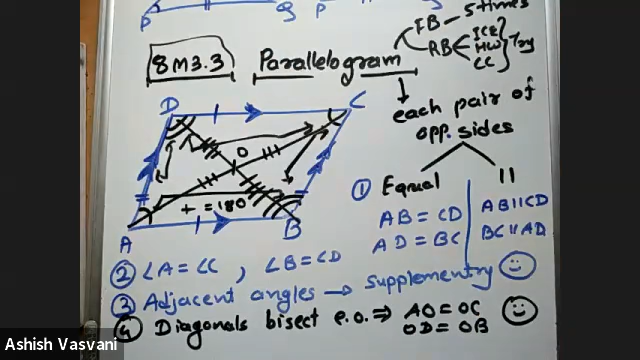 P Q P
FB - 5 times
8M3.3 Parallelogram RB ICE HW CC } Try
each pair of opp. sides
D C
O
+ = 180
A B
① Equal ||
AB = CD AB||CD
AD = BC BC||AD
② ∠A = ∠C , ∠B = ∠D
③ Adjacent angles → supplementry
④ Diagonals bisect e.o. ⇒ AO = OC
OD = OB
Ashish Vasvani